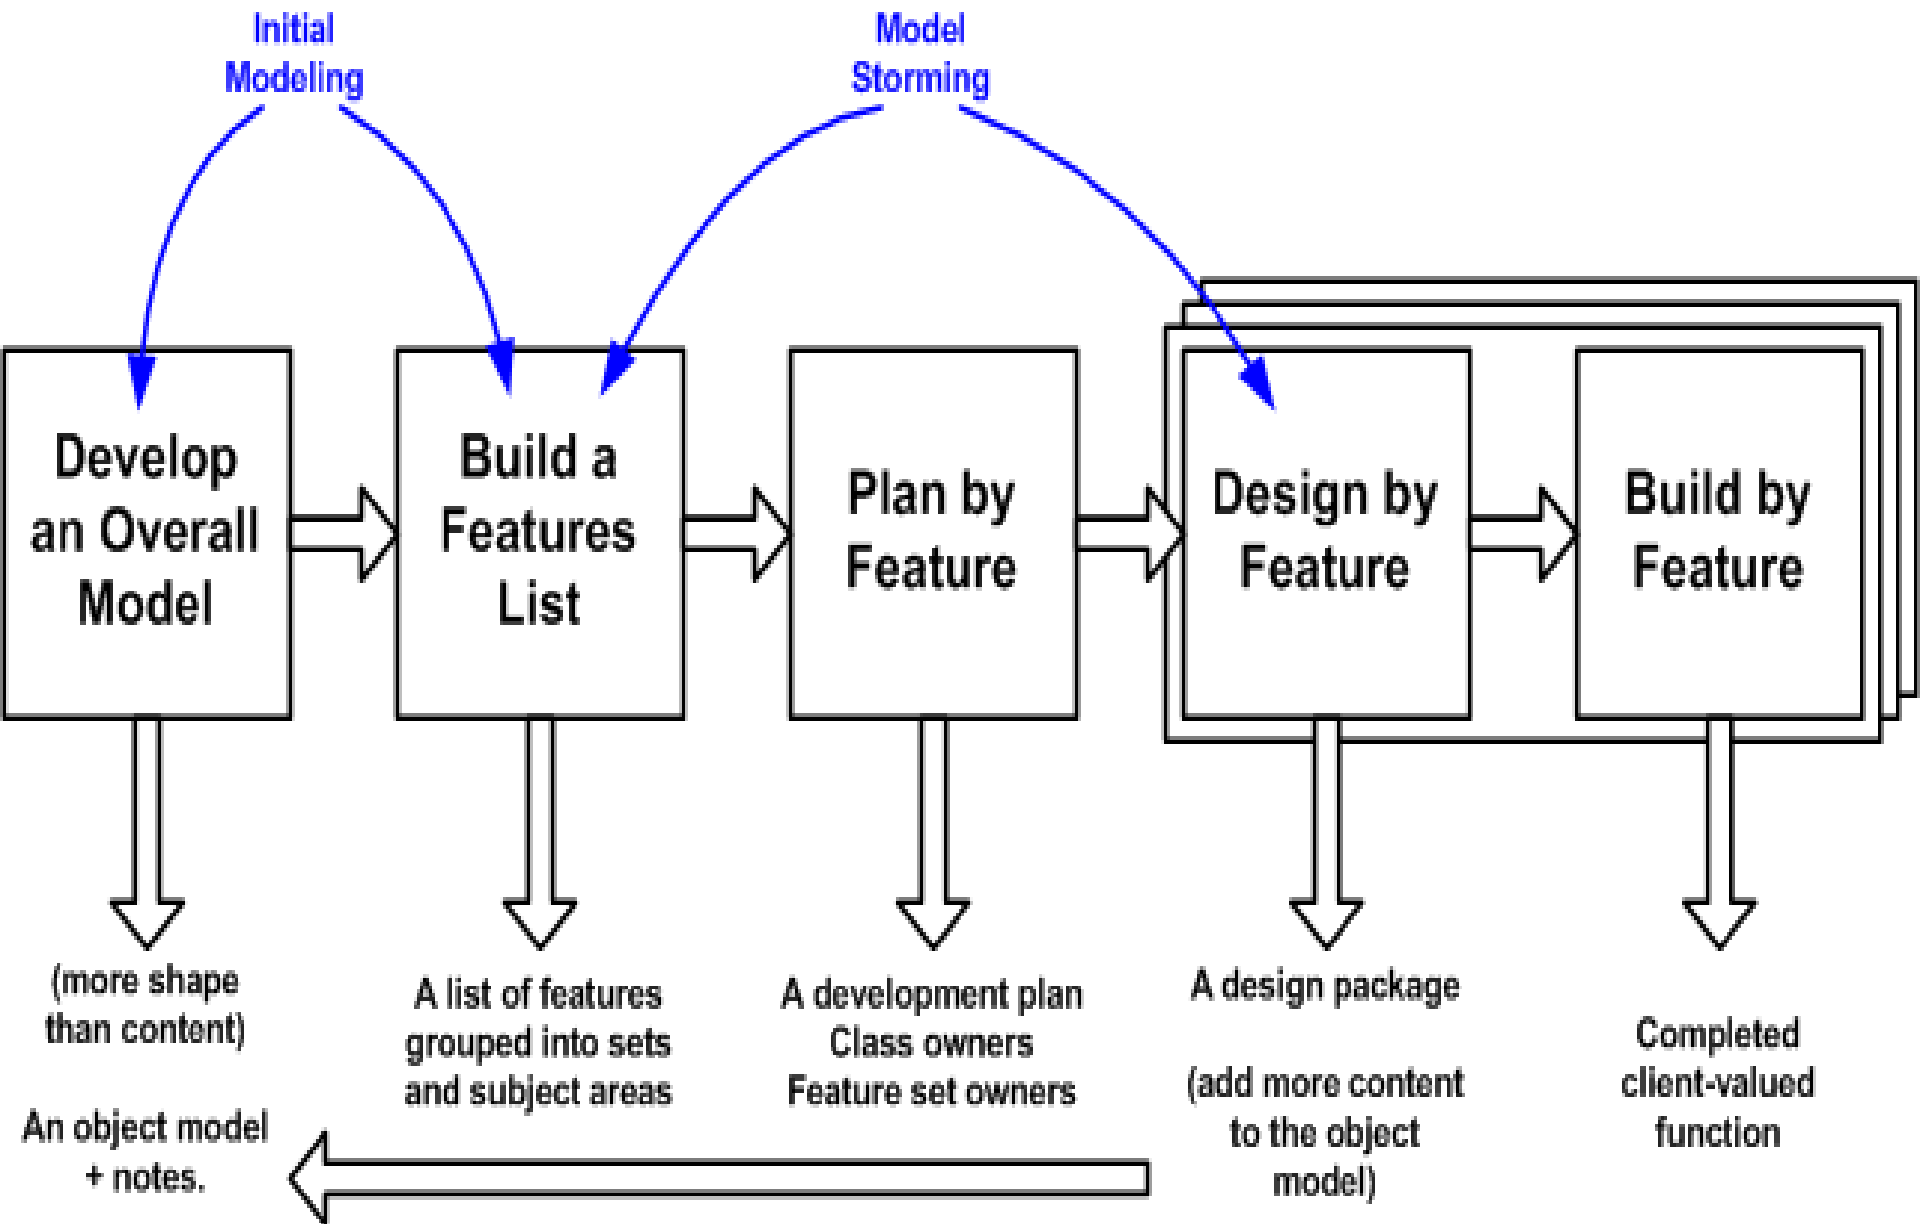 Initial
Modeling
Model
Storming
Develop
an Overall
Model
Build a
Features
List
Plan by
Feature
Design by
Feature
Build by
Feature
(more shape
than content)
An object model
+ notes.
A list of features
grouped into sets
and subject areas
A development plan
Class owners
Feature set owners
A design package
(add more content
to the object
model)
Completed
client-valued
function